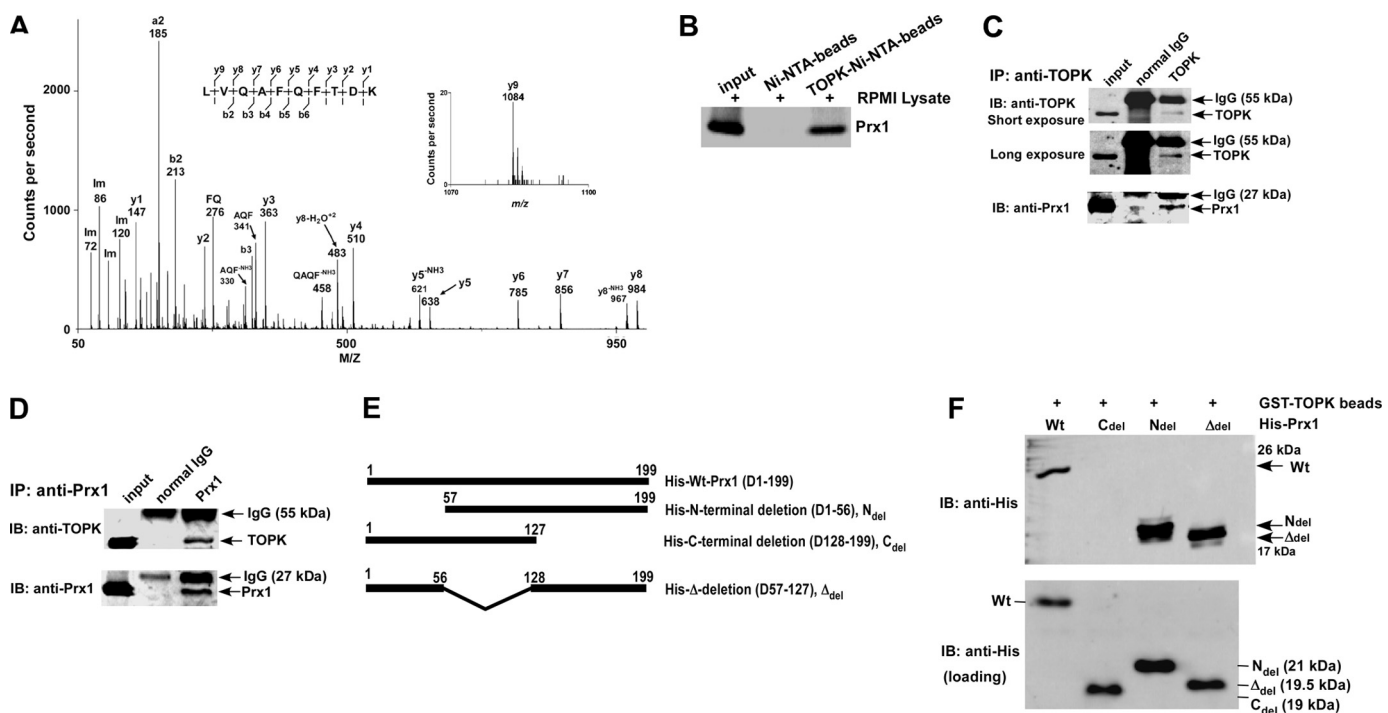 A
Counts per second
2000
1000
0
50
500
950
M/Z
a2
185
b2
213
Im
86
Im
72
Im
Im
120
y1
147
y2
FQ
276
AQF
341
b3
AQF-NH3
330
y3
363
y8-H2O+2
483
QAQF-NH3
458
y4
510
y5-NH3
621
638
y5
y6
785
y7
856
y8-NH3
967
y8
984
y9 y8 y7 y6 y5 y4 y3 y2 y1
L V Q A F Q F T D K
b2 b3 b4 b5 b6
Counts per second
20
0
1070
1100
m/z
y9
1084
B
input
Ni-NTA-beads
TOPK-Ni-NTA-beads
+ + + RPMI Lysate
Prx1
C
IP: anti-TOPK
input
normal IgG
TOPK
IB: anti-TOPK
Short exposure
IgG (55 kDa)
TOPK
Long exposure
IgG (55 kDa)
TOPK
IB: anti-Prx1
IgG (27 kDa)
Prx1
D
IP: anti-Prx1
input
normal IgG
Prx1
IB: anti-TOPK
IgG (55 kDa)
TOPK
IB: anti-Prx1
IgG (27 kDa)
Prx1
E
1 199
His-Wt-Prx1 (D1-199)
57 199
His-N-terminal deletion (D1-56), Ndel
1 127
His-C-terminal deletion (D128-199), Cdel
1 56 128 199
His-Δ-deletion (D57-127), Δdel
F
+ + + + GST-TOPK beads
Wt Cdel Ndel Δdel His-Prx1
26 kDa
Wt
IB: anti-His
Ndel
Δdel
17 kDa
Wt
IB: anti-His
(loading)
Ndel (21 kDa)
Δdel (19.5 kDa)
Cdel (19 kDa)